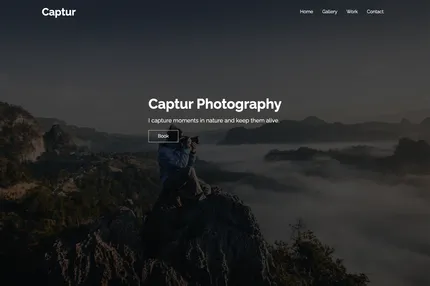 Captur
Home Gallery Work Contact
Captur Photography
I capture moments in nature and keep them alive.
Book